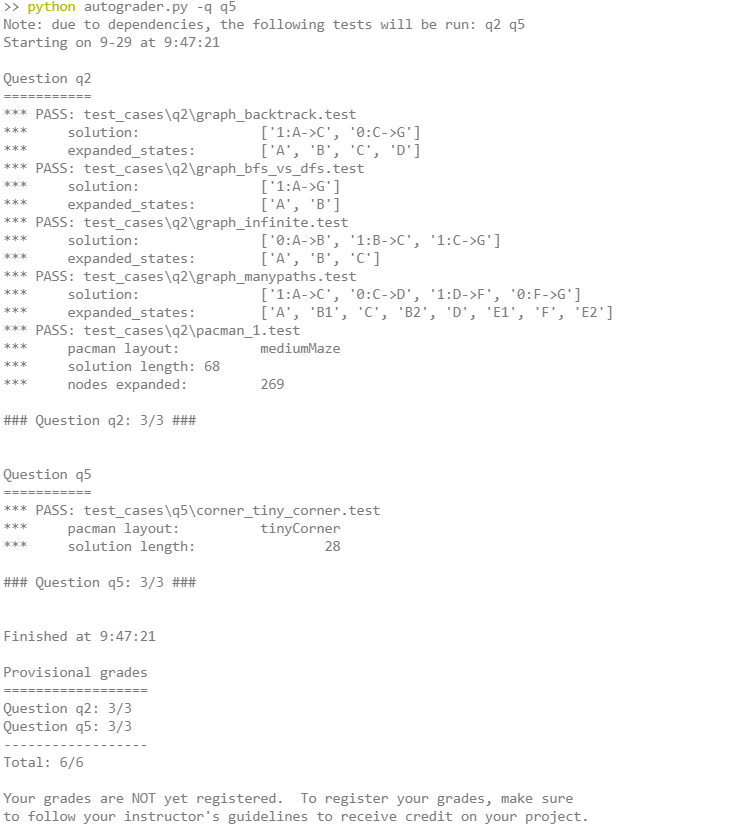 >> python autograder.py -q q5
Note: due to dependencies, the following tests will be run: q2 q5
Starting on 9-29 at 9:47:21
Question q2
===========
*** PASS: test_cases\q2\graph_backtrack.test
***     solution:               ['1:A->C', '0:C->G']
***     expanded_states:        ['A', 'B', 'C', 'D']
*** PASS: test_cases\q2\graph_bfs_vs_dfs.test
***     solution:               ['1:A->G']
***     expanded_states:        ['A', 'B']
*** PASS: test_cases\q2\graph_infinite.test
***     solution:               ['0:A->B', '1:B->C', '1:C->G']
***     expanded_states:        ['A', 'B', 'C']
*** PASS: test_cases\q2\graph_manypaths.test
***     solution:               ['1:A->C', '0:C->D', '1:D->F', '0:F->G']
***     expanded_states:        ['A', 'B1', 'C', 'B2', 'D', 'E1', 'F', 'E2']
*** PASS: test_cases\q2\pacman_1.test
***     pacman layout:          mediumMaze
***     solution length: 68
***     nodes expanded:         269
### Question q2: 3/3 ###
Question q5
===========
*** PASS: test_cases\q5\corner_tiny_corner.test
***     pacman layout:          tinyCorner
***     solution length:                28
### Question q5: 3/3 ###
Finished at 9:47:21
Provisional grades
==================
Question q2: 3/3
Question q5: 3/3
------------------
Total: 6/6
Your grades are NOT yet registered.  To register your grades, make sure
to follow your instructor's guidelines to receive credit on your project.